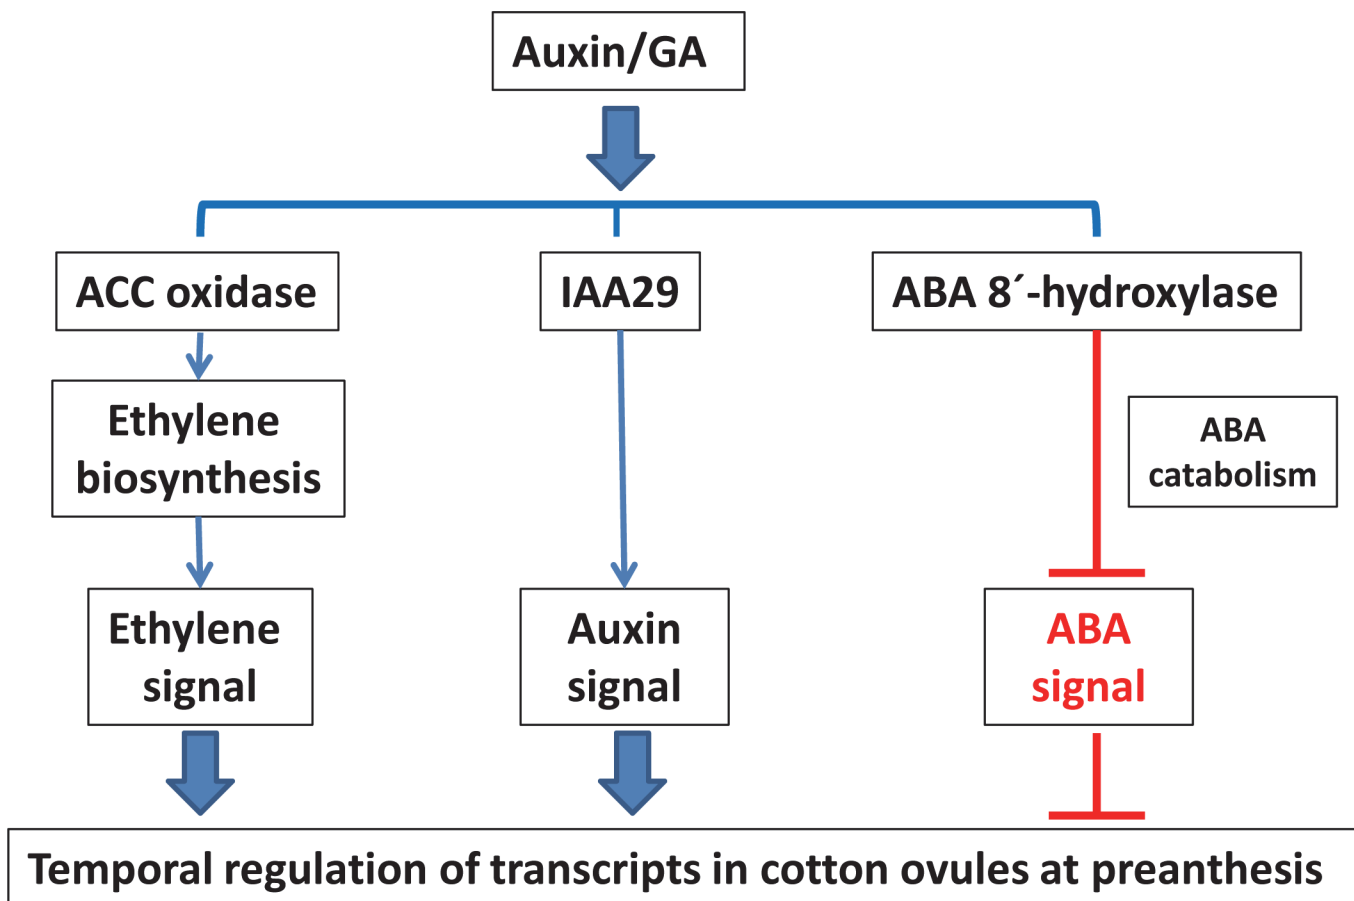 Auxin/GA
ACC oxidase
IAA29
ABA 8´-hydroxylase
Ethylene
biosynthesis
ABA
catabolism
Ethylene
signal
Auxin
signal
ABA
signal
Temporal regulation of transcripts in cotton ovules at preanthesis